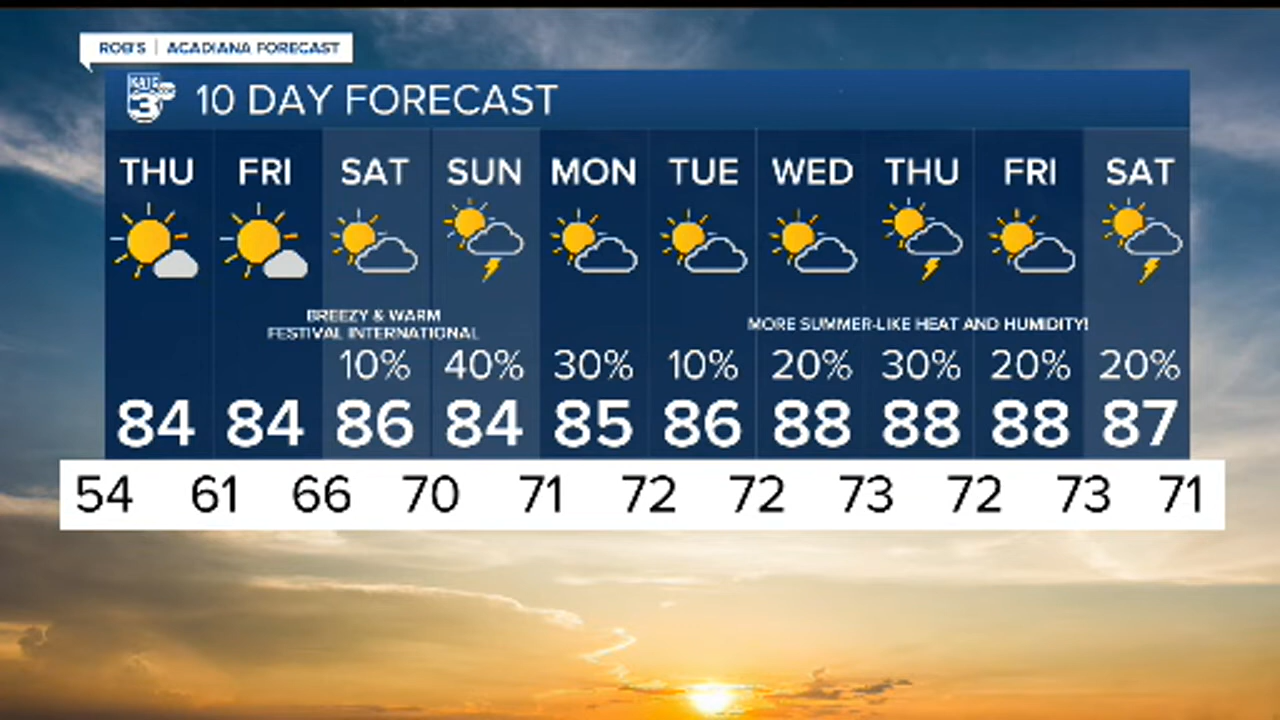 ROB'S | ACADIANA FORECAST
KATC
3
10 DAY FORECAST
THU FRI SAT SUN MON TUE WED THU FRI SAT
BREEZY & WARM
FESTIVAL INTERNATIONAL
MORE SUMMER-LIKE HEAT AND HUMIDITY!
10% 40% 30% 10% 20% 30% 20% 20%
84 84 86 84 85 86 88 88 88 87
54 61 66 70 71 72 72 73 72 73 71